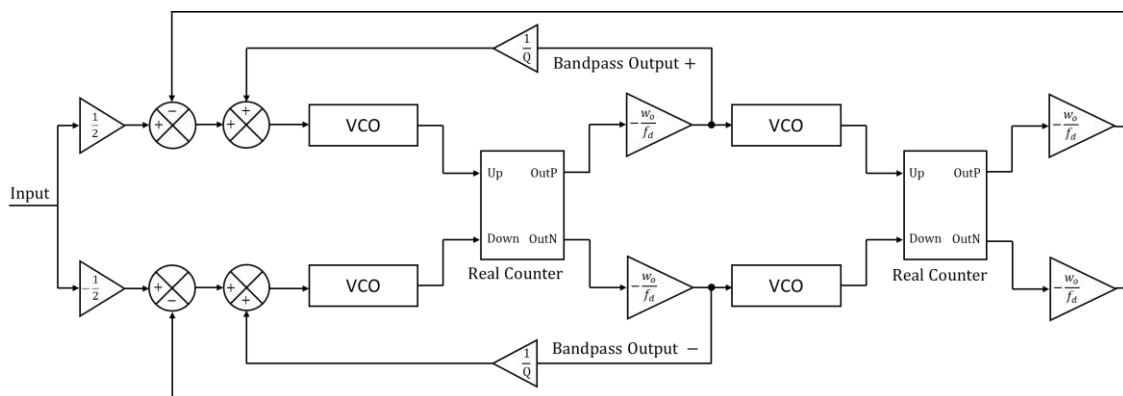 1/Q
Bandpass Output +
1/2
−
+
+
+
VCO
−w_o/f_d
VCO
−w_o/f_d
Up OutP
Down OutN
Real Counter
Up OutP
Down OutN
Real Counter
Input
−1/2
+
−
+
+
VCO
−w_o/f_d
VCO
−w_o/f_d
Bandpass Output −
1/Q